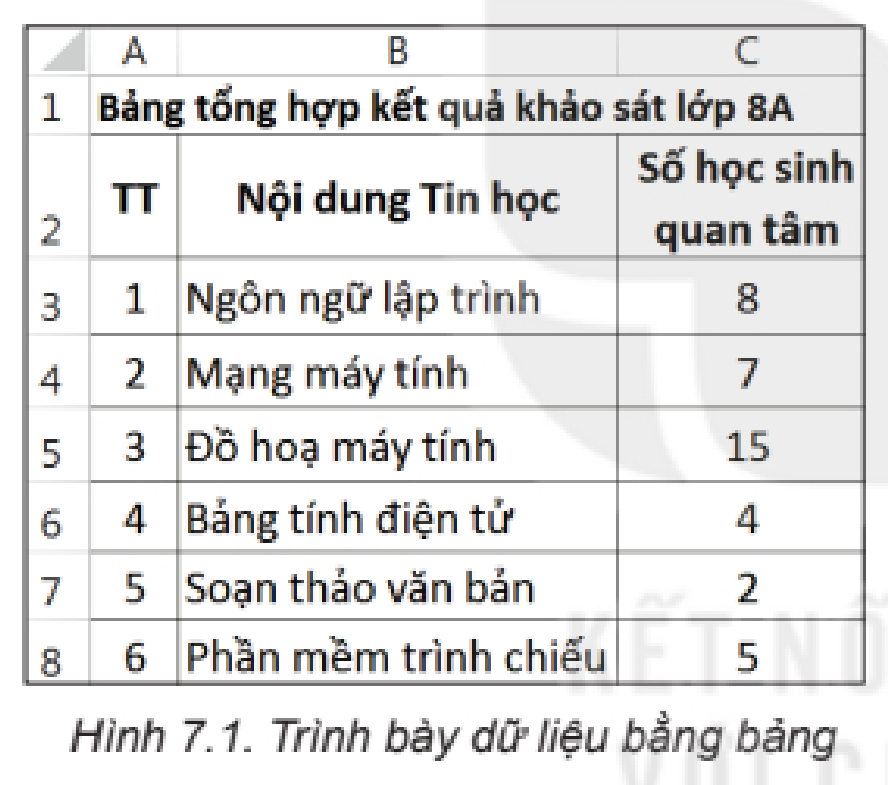 A B C
1 Bảng tổng hợp kết quả khảo sát lớp 8A
2 TT Nội dung Tin học Số học sinh
quan tâm
3 1 Ngôn ngữ lập trình 8
4 2 Mạng máy tính 7
5 3 Đồ hoạ máy tính 15
6 4 Bảng tính điện tử 4
7 5 Soạn thảo văn bản 2
8 6 Phần mềm trình chiếu 5
Hình 7.1. Trình bày dữ liệu bằng bảng
KẾT NỐ